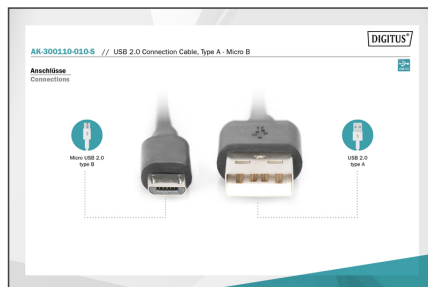 DIGITUS®
AK-300110-010-S // USB 2.0 Connection Cable, Type A - Micro B
Anschlüsse
Connections
Micro USB 2.0
type B
USB 2.0
type A